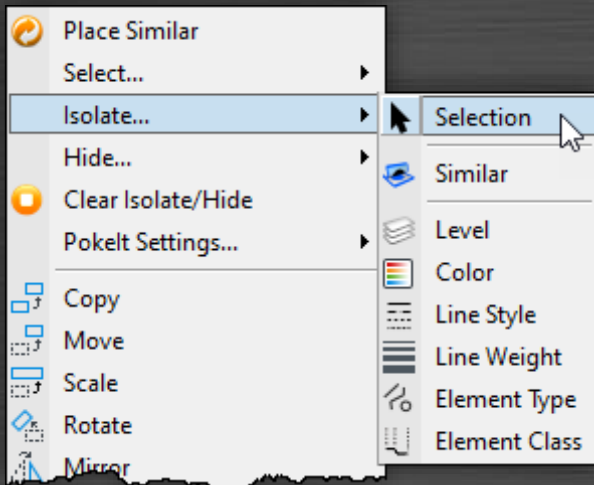 Place Similar
Select...
Isolate...
Hide...
Clear Isolate/Hide
PokeIt Settings...
Copy
Move
Scale
Rotate
Mirror
Selection
Similar
Level
Color
Line Style
Line Weight
Element Type
Element Class